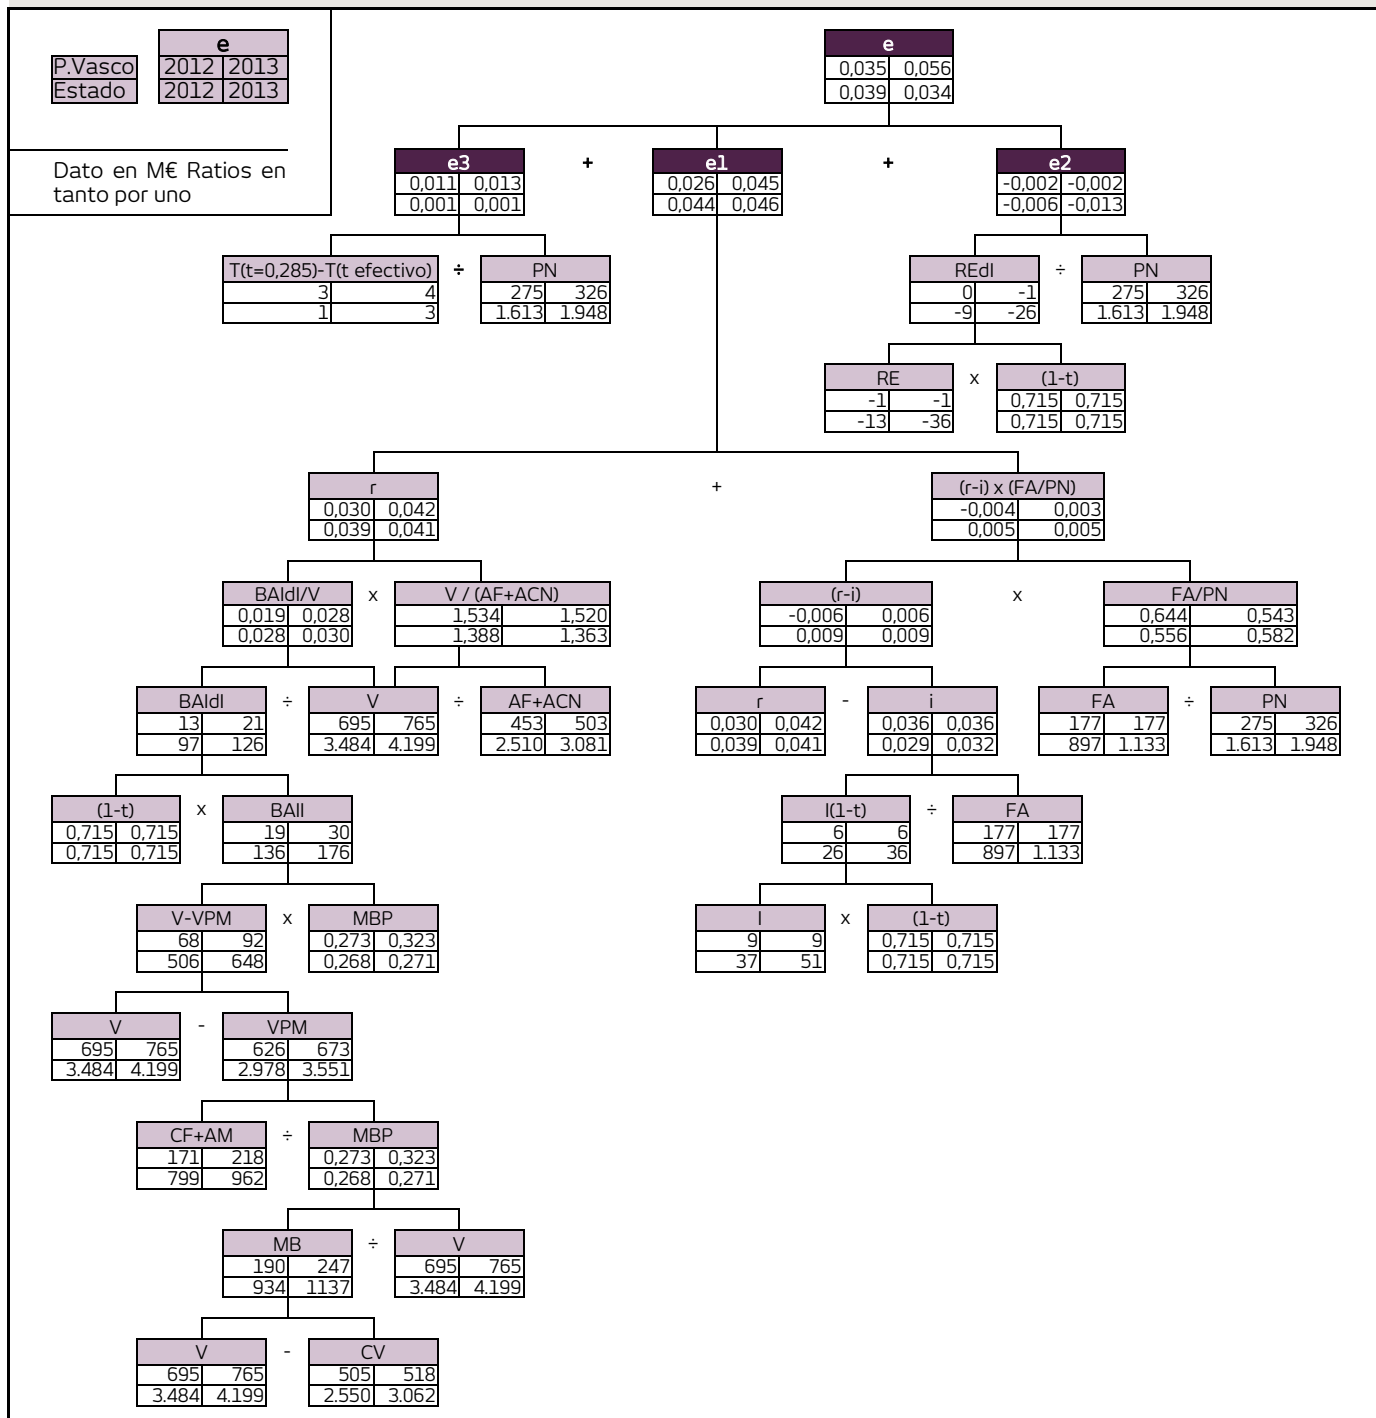 e
P.Vasco 2012 2013
Estado 2012 2013
Dato en M€ Ratios en
tanto por uno
e
0,035 0,056
0,039 0,034
e3 + e1 + e2
0,011 0,013 0,026 0,045 -0,002 -0,002
0,001 0,001 0,044 0,046 -0,006 -0,013
T(t=0,285)-T(t efectivo) ÷ PN REdI ÷ PN
3 4 275 326 0 -1 275 326
1 3 1.613 1.948 -9 -26 1.613 1.948
RE x (1-t)
-1 -1 0,715 0,715
-13 -36 0,715 0,715
r + (r-i) x (FA/PN)
0,030 0,042 -0,004 0,003
0,039 0,041 0,005 0,005
BAIdI/V x V / (AF+ACN) (r-i) x FA/PN
0,019 0,028 1,534 1,520 -0,006 0,006 0,644 0,543
0,028 0,030 1,388 1,363 0,009 0,009 0,556 0,582
BAIdI ÷ V ÷ AF+ACN r - i FA ÷ PN
13 21 695 765 453 503 0,030 0,042 0,036 0,036 177 177 275 326
97 126 3.484 4.199 2.510 3.081 0,039 0,041 0,029 0,032 897 1.133 1.613 1.948
(1-t) x BAII I(1-t) ÷ FA
0,715 0,715 19 30 6 6 177 177
0,715 0,715 136 176 26 36 897 1.133
V-VPM x MBP I x (1-t)
68 92 0,273 0,323 9 9 0,715 0,715
506 648 0,268 0,271 37 51 0,715 0,715
V - VPM
695 765 626 673
3.484 4.199 2.978 3.551
CF+AM ÷ MBP
171 218 0,273 0,323
799 962 0,268 0,271
MB ÷ V
190 247 695 765
934 1137 3.484 4.199
V - CV
695 765 505 518
3.484 4.199 2.550 3.062